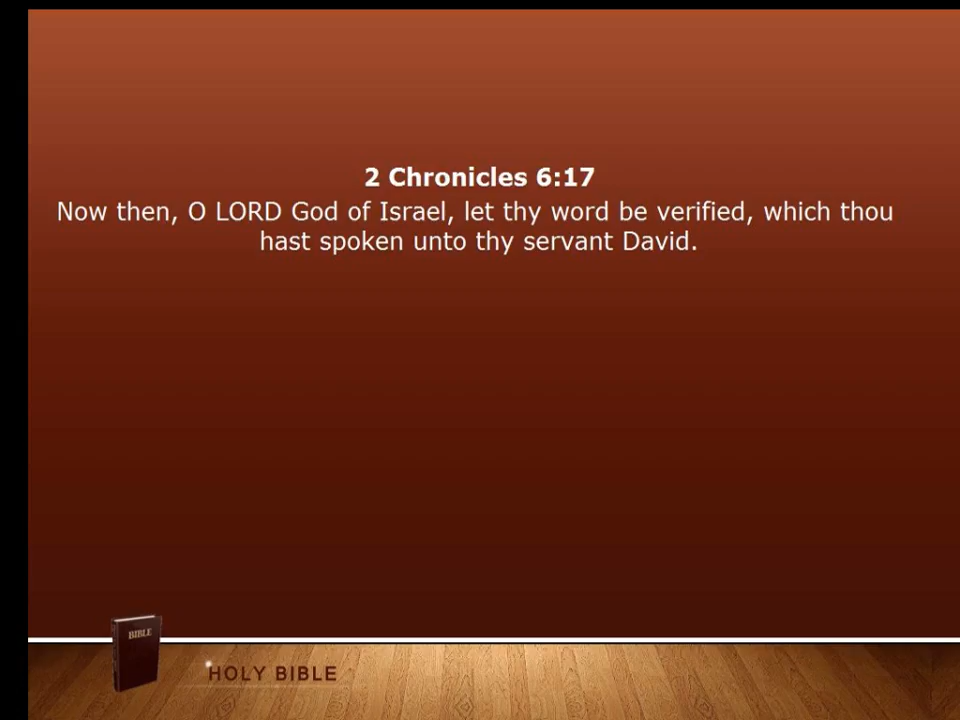 2 Chronicles 6:17
Now then, O LORD God of Israel, let thy word be verified, which thou
hast spoken unto thy servant David.
BIBLE
HOLY BIBLE